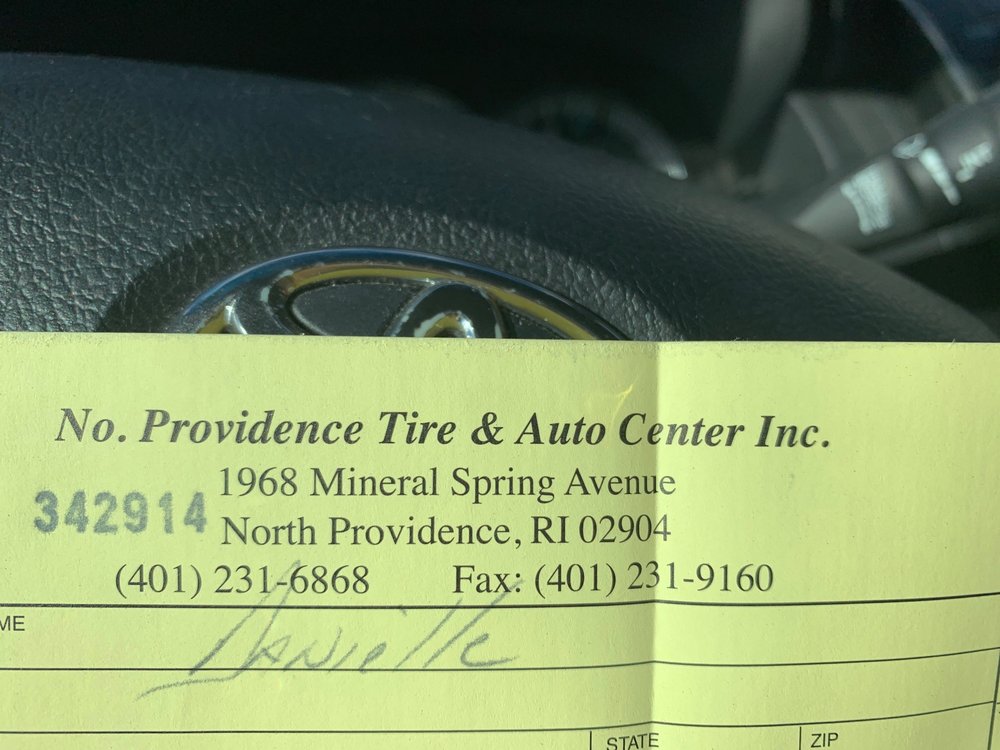 No. Providence Tire & Auto Center Inc.
1968 Mineral Spring Avenue
342914
North Providence, RI 02904
(401) 231-6868 Fax: (401) 231-9160
ME
Danielle
STATE ZIP